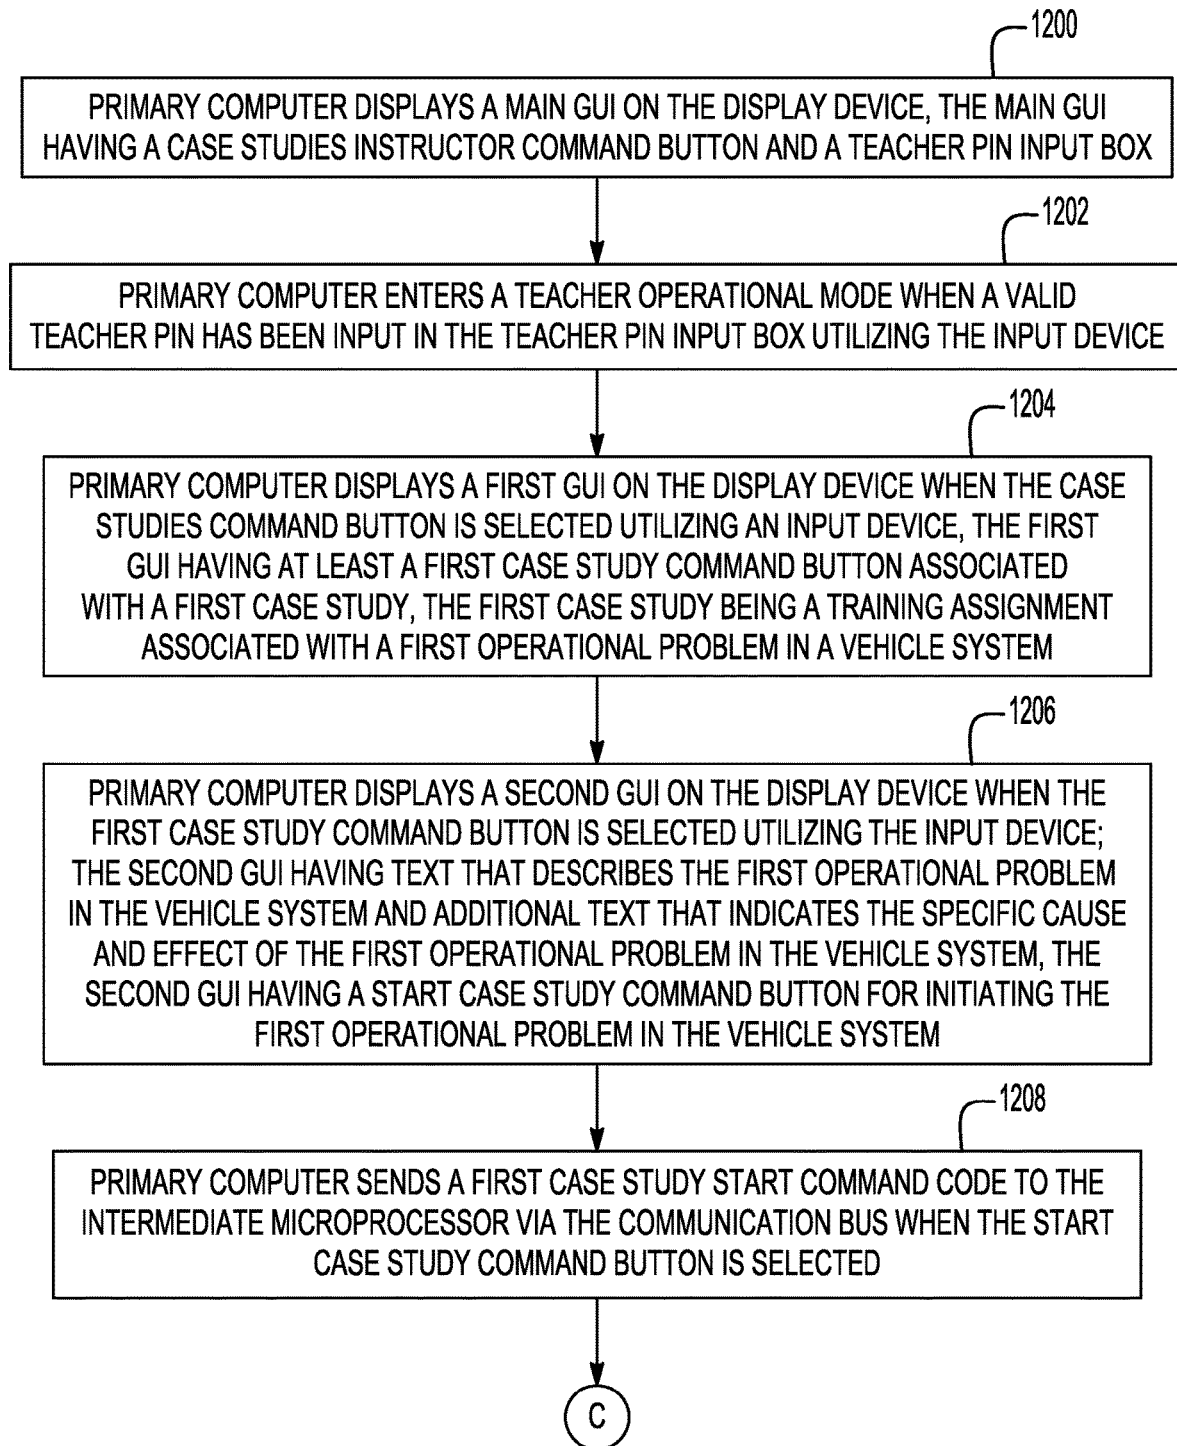 1200
PRIMARY COMPUTER DISPLAYS A MAIN GUI ON THE DISPLAY DEVICE, THE MAIN GUI
HAVING A CASE STUDIES INSTRUCTOR COMMAND BUTTON AND A TEACHER PIN INPUT BOX
1202
PRIMARY COMPUTER ENTERS A TEACHER OPERATIONAL MODE WHEN A VALID
TEACHER PIN HAS BEEN INPUT IN THE TEACHER PIN INPUT BOX UTILIZING THE INPUT DEVICE
1204
PRIMARY COMPUTER DISPLAYS A FIRST GUI ON THE DISPLAY DEVICE WHEN THE CASE
STUDIES COMMAND BUTTON IS SELECTED UTILIZING AN INPUT DEVICE, THE FIRST
GUI HAVING AT LEAST A FIRST CASE STUDY COMMAND BUTTON ASSOCIATED
WITH A FIRST CASE STUDY, THE FIRST CASE STUDY BEING A TRAINING ASSIGNMENT
ASSOCIATED WITH A FIRST OPERATIONAL PROBLEM IN A VEHICLE SYSTEM
1206
PRIMARY COMPUTER DISPLAYS A SECOND GUI ON THE DISPLAY DEVICE WHEN THE
FIRST CASE STUDY COMMAND BUTTON IS SELECTED UTILIZING THE INPUT DEVICE;
THE SECOND GUI HAVING TEXT THAT DESCRIBES THE FIRST OPERATIONAL PROBLEM
IN THE VEHICLE SYSTEM AND ADDITIONAL TEXT THAT INDICATES THE SPECIFIC CAUSE
AND EFFECT OF THE FIRST OPERATIONAL PROBLEM IN THE VEHICLE SYSTEM, THE
SECOND GUI HAVING A START CASE STUDY COMMAND BUTTON FOR INITIATING THE
FIRST OPERATIONAL PROBLEM IN THE VEHICLE SYSTEM
1208
PRIMARY COMPUTER SENDS A FIRST CASE STUDY START COMMAND CODE TO THE
INTERMEDIATE MICROPROCESSOR VIA THE COMMUNICATION BUS WHEN THE START
CASE STUDY COMMAND BUTTON IS SELECTED
C